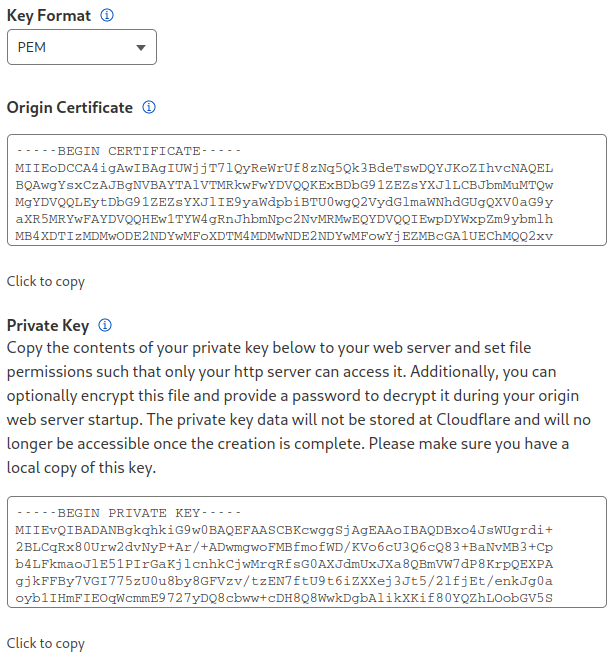 Key Format
PEM
Origin Certificate
-----BEGIN CERTIFICATE-----
MIIEoDCCA4igAwIBAgIUWjjT7lQyReWrUf8zNq5Qk3BdeTswDQYJKoZIhvcNAQEL
BQAwgYsxCzAJBgNVBAYTAlVTMRkwFwYDVQQKExBDbG91ZEZsYXJlLCBJbmMuMTQw
MgYDVQQLEytDbG91ZEZsYXJlIE9yaWdpbiBTU0wgQ2VydGlmaWNhdGUgQXV0aG9y
aXR5MRYwFAYDVQQHEw1TYW4gRnJhbmNpc2NvMRMwEQYDVQQIEwpDYWxpZm9ybmlh
MB4XDTIzMDMwODE2NDYwMFoXDTM4MDMwNDE2NDYwMFowYjEZMBcGA1UEChMQQ2xv
Click to copy
Private Key
Copy the contents of your private key below to your web server and set file
permissions such that only your http server can access it. Additionally, you can
optionally encrypt this file and provide a password to decrypt it during your origin
web server startup. The private key data will not be stored at Cloudflare and will no
longer be accessible once the creation is complete. Please make sure you have a
local copy of this key.
-----BEGIN PRIVATE KEY-----
MIIEvQIBADANBgkqhkiG9w0BAQEFAASCBKcwggSjAgEAAoIBAQDBxo4JsWUgrdi+
2BLCqRx80Urw2dvNyP+Ar/+ADwmgwoFMBfmofWD/KVo6cU3Q6cQ83+BaNvMB3+Cp
b4LFkmaoJlE51PIrGaKjlcnhkCjwMrqRfsG0AXJdmUxJXa8QBmVW7dP8KrpQEXPA
gjkFFBy7VGI775zU0u8by8GFVzv/tzEN7ftU9t6iZXXej3Jt5/2lfjEt/enkJg0a
oyb1IHmFIEOqWcmmE9727yDQ8cbww+cDH8Q8WwkDgbAlikXKif80YQZhLOobGV5S
Click to copy